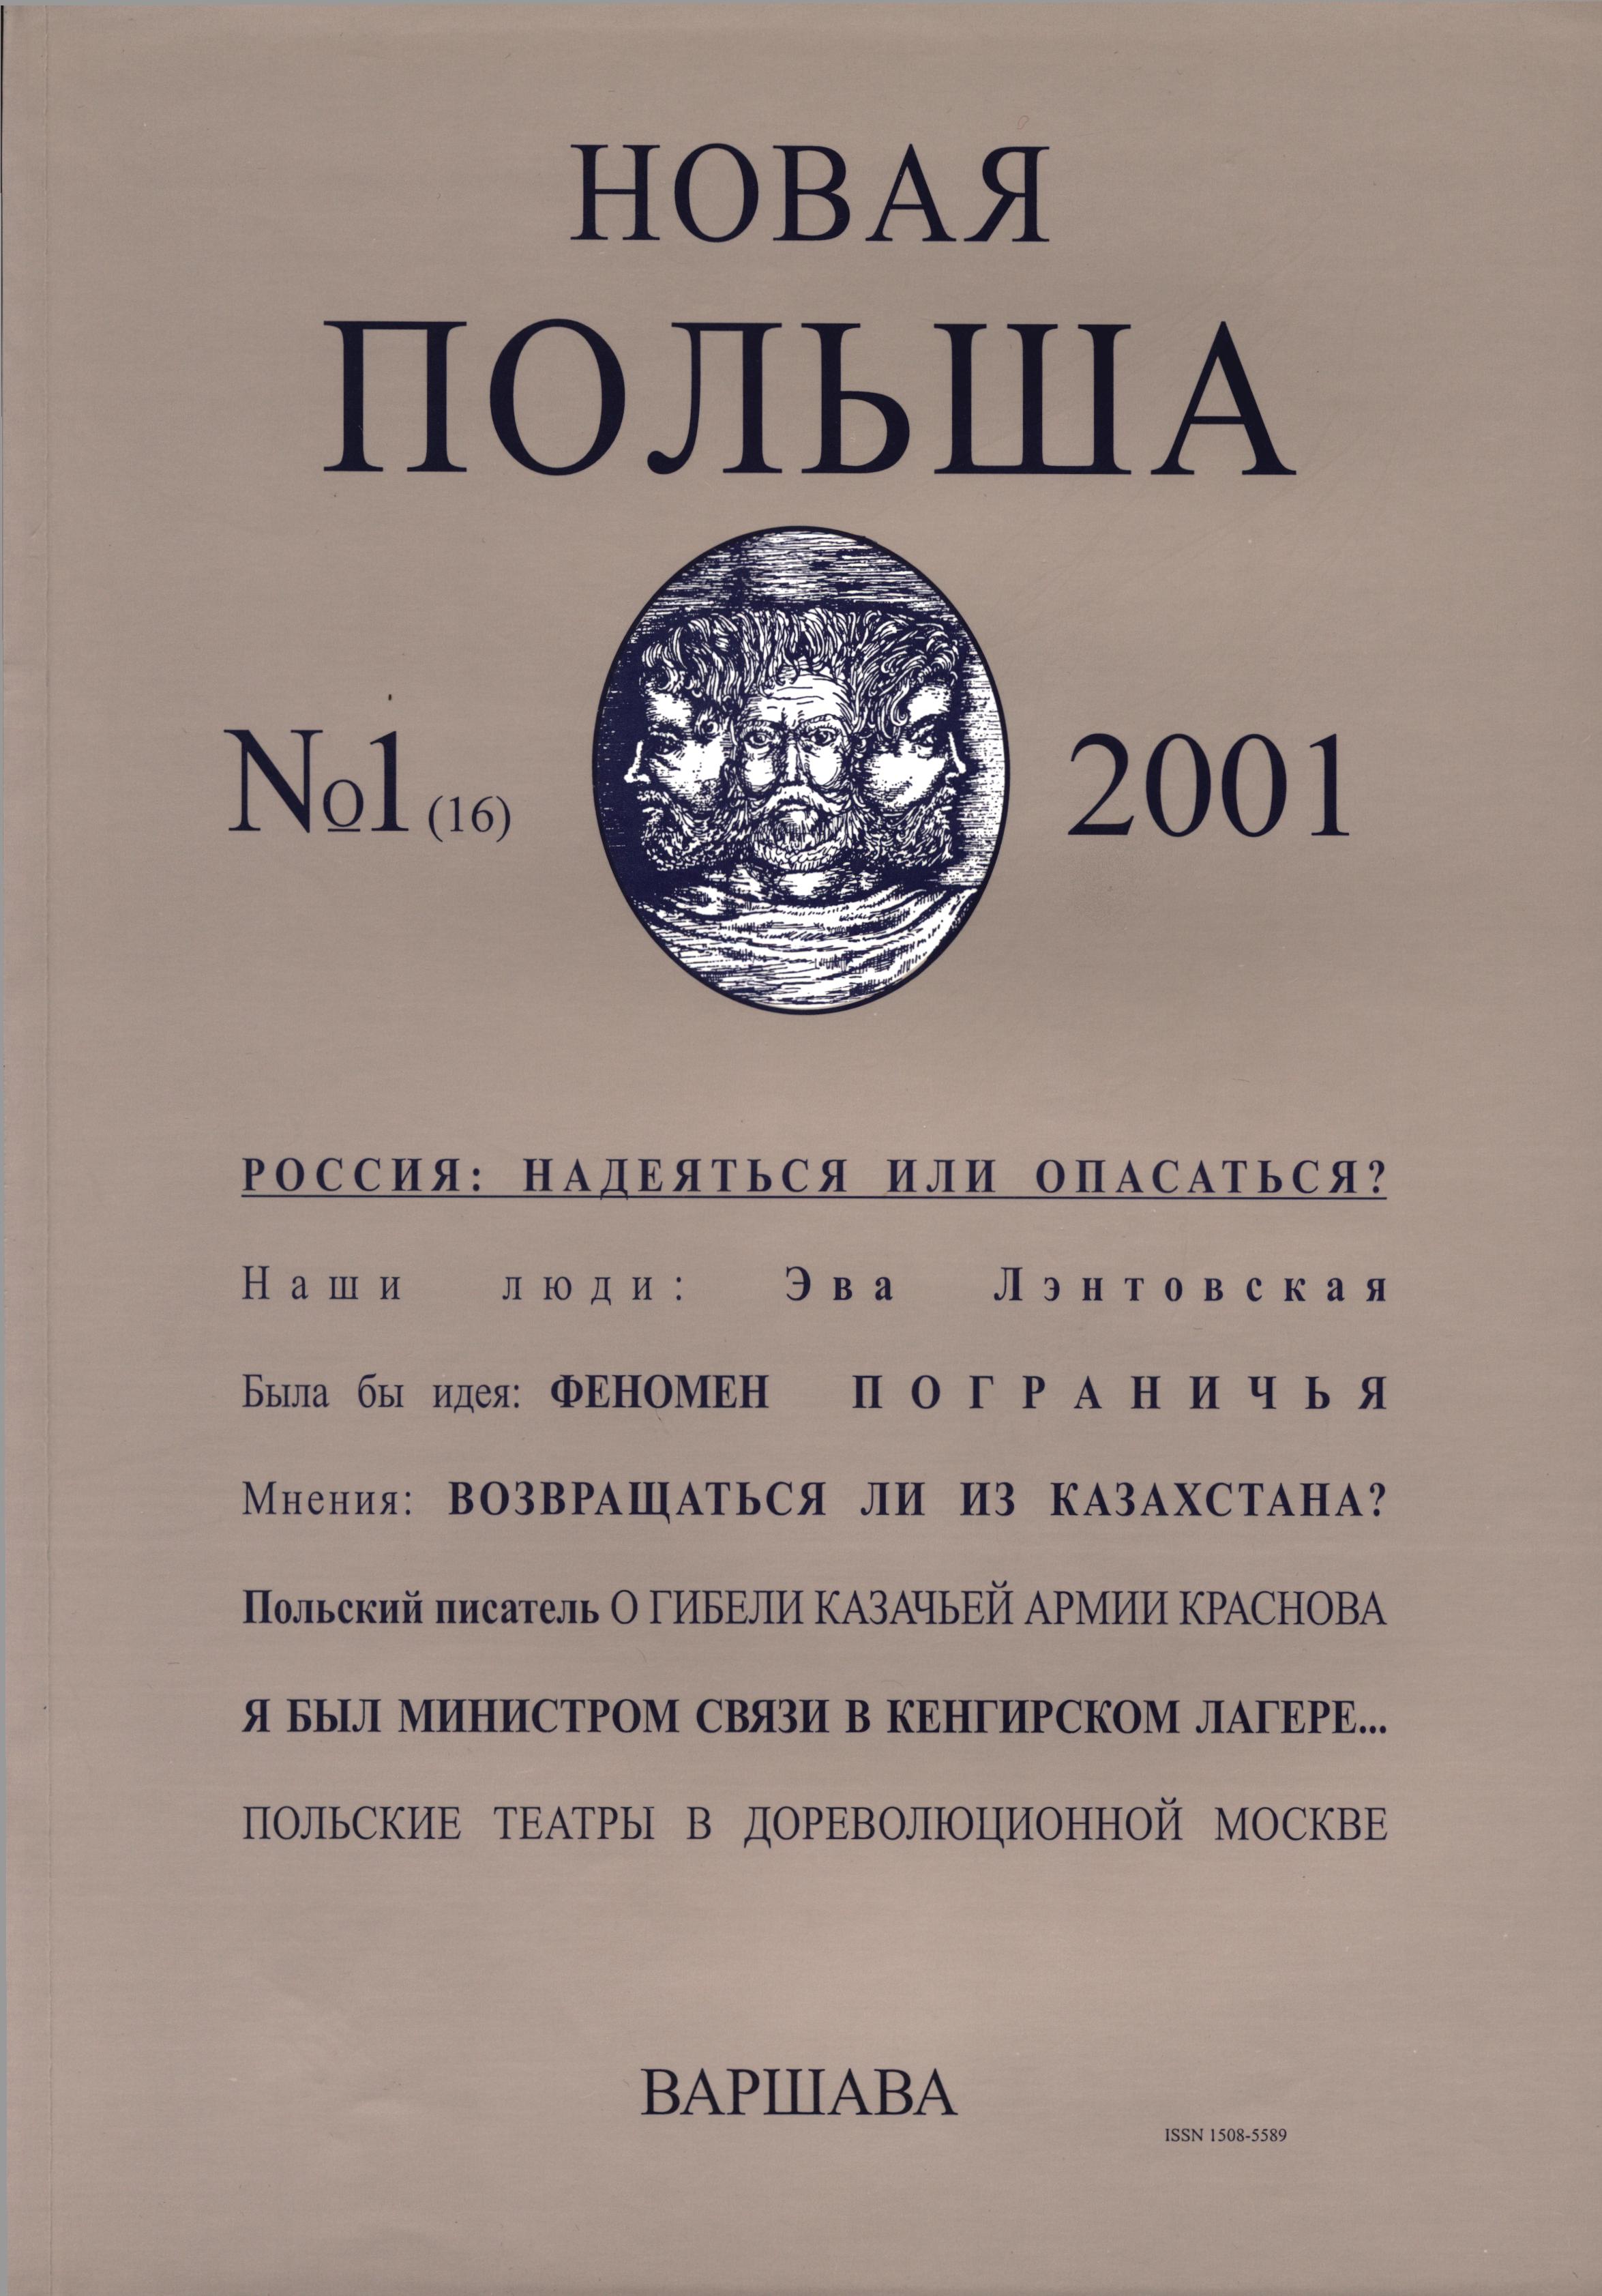 НОВАЯ
ПОЛЬША
№1 (16)
2001
РОССИЯ: НАДЕЯТЬСЯ ИЛИ ОПАСАТЬСЯ?
Наши люди: Эва Лэнтовская
Была бы идея: ФЕНОМЕН ПОГРАНИЧЬЯ
Мнения: ВОЗВРАЩАТЬСЯ ЛИ ИЗ КАЗАХСТАНА?
Польский писатель О ГИБЕЛИ КАЗАЧЬЕЙ АРМИИ КРАСНОВА
Я БЫЛ МИНИСТРОМ СВЯЗИ В КЕНГИРСКОМ ЛАГЕРЕ...
ПОЛЬСКИЕ ТЕАТРЫ В ДОРЕВОЛЮЦИОННОЙ МОСКВЕ
ВАРШАВА
ISSN 1508-5589